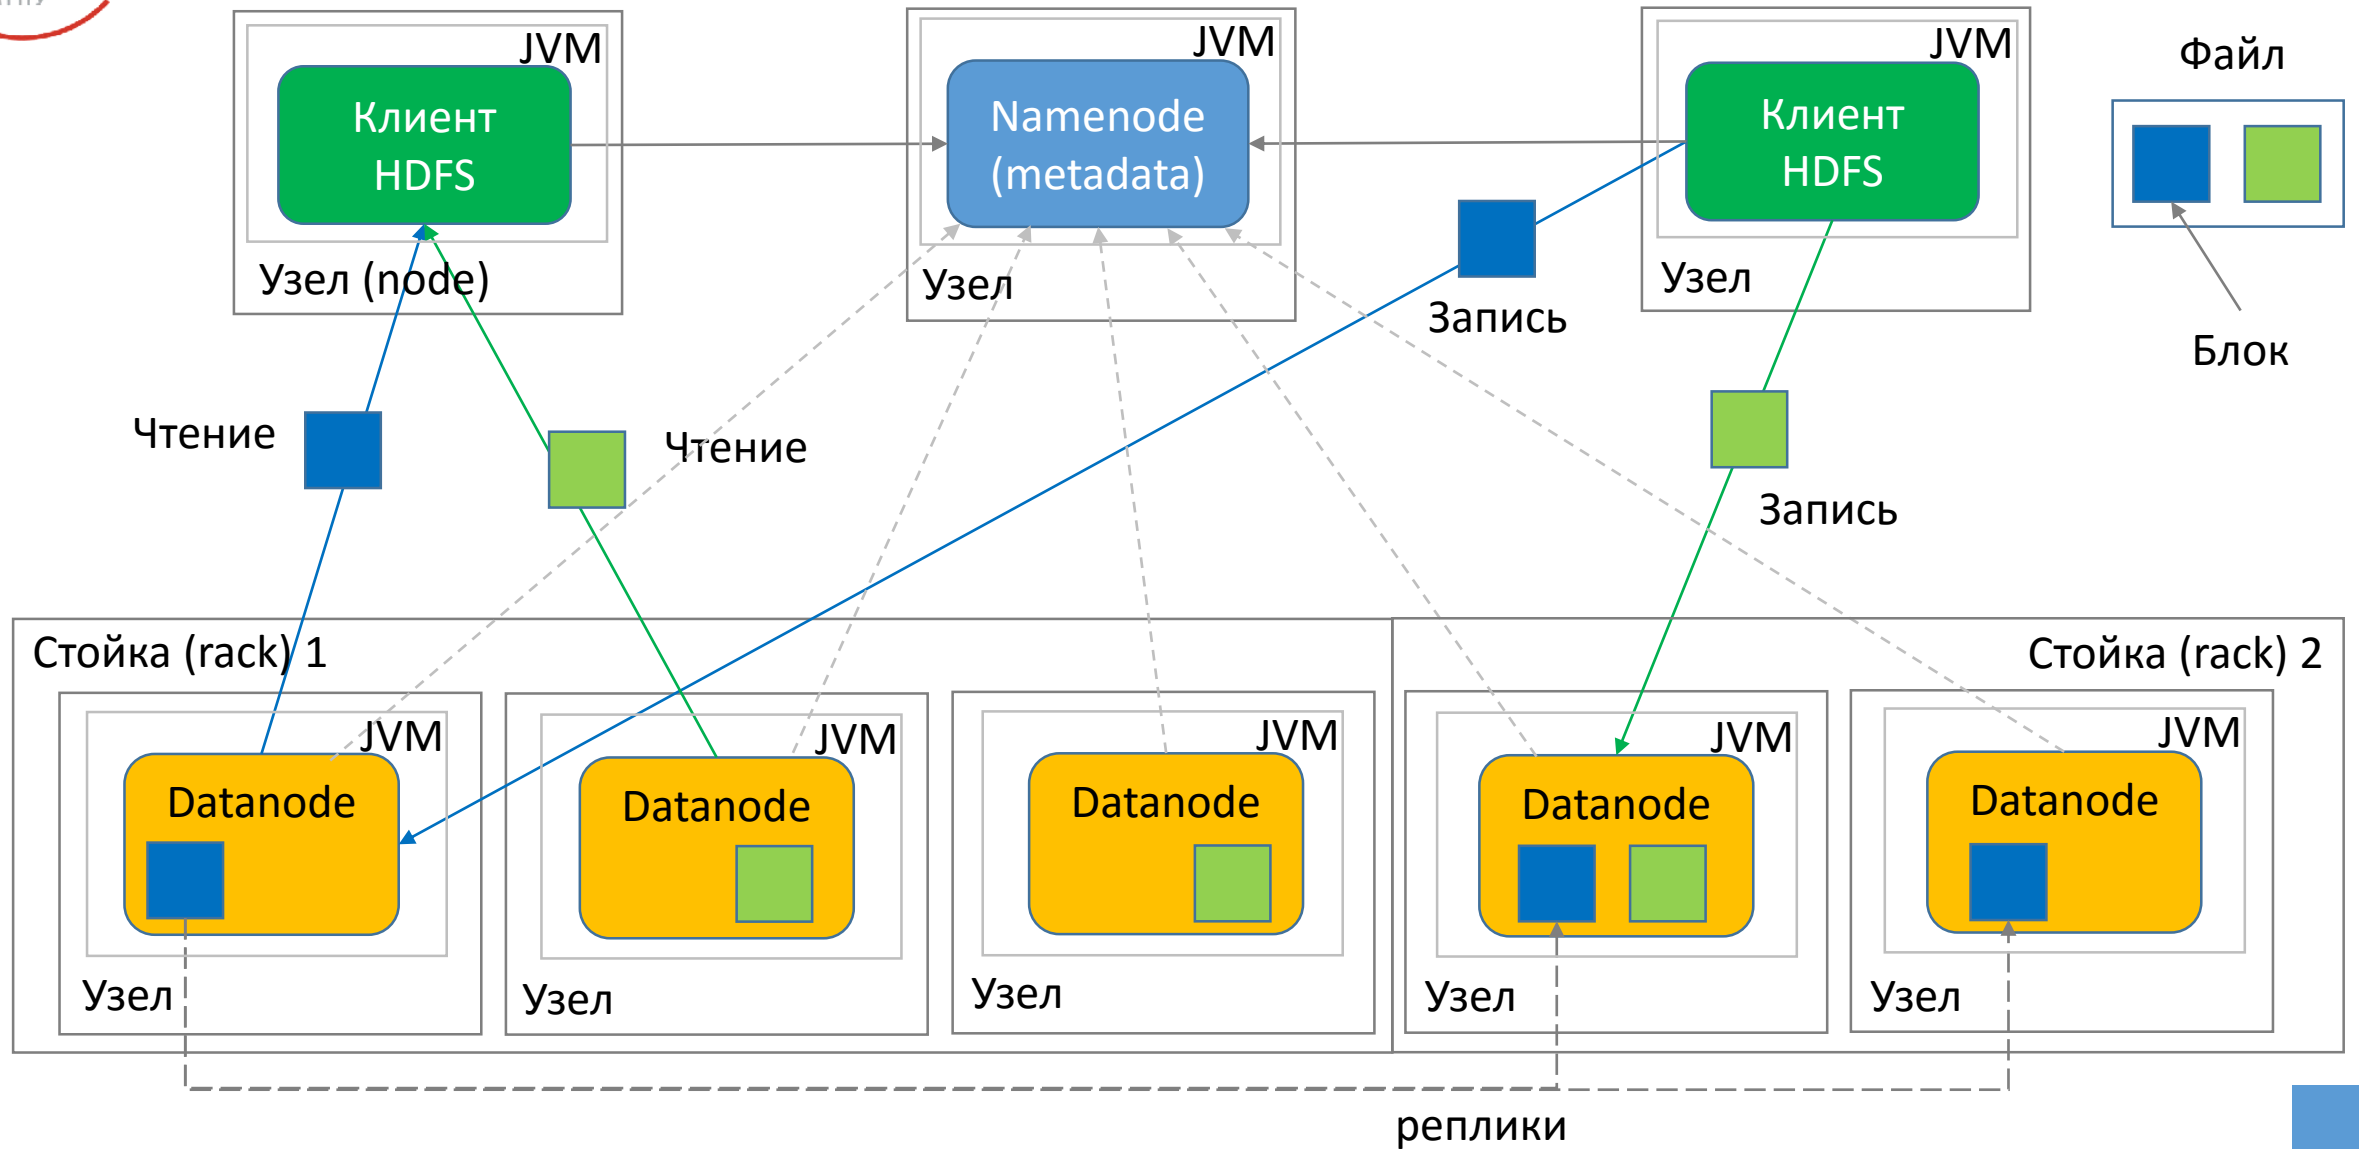 JVM
JVM
JVM
Файл
Клиент
HDFS
Namenode
(metadata)
Клиент
HDFS
Узел (node)
Узел
Узел
Запись
Блок
Чтение
Чтение
Запись
Стойка (rack) 1
Стойка (rack) 2
JVM
JVM
JVM
JVM
JVM
Datanode
Datanode
Datanode
Datanode
Datanode
Узел
Узел
Узел
Узел
Узел
реплики